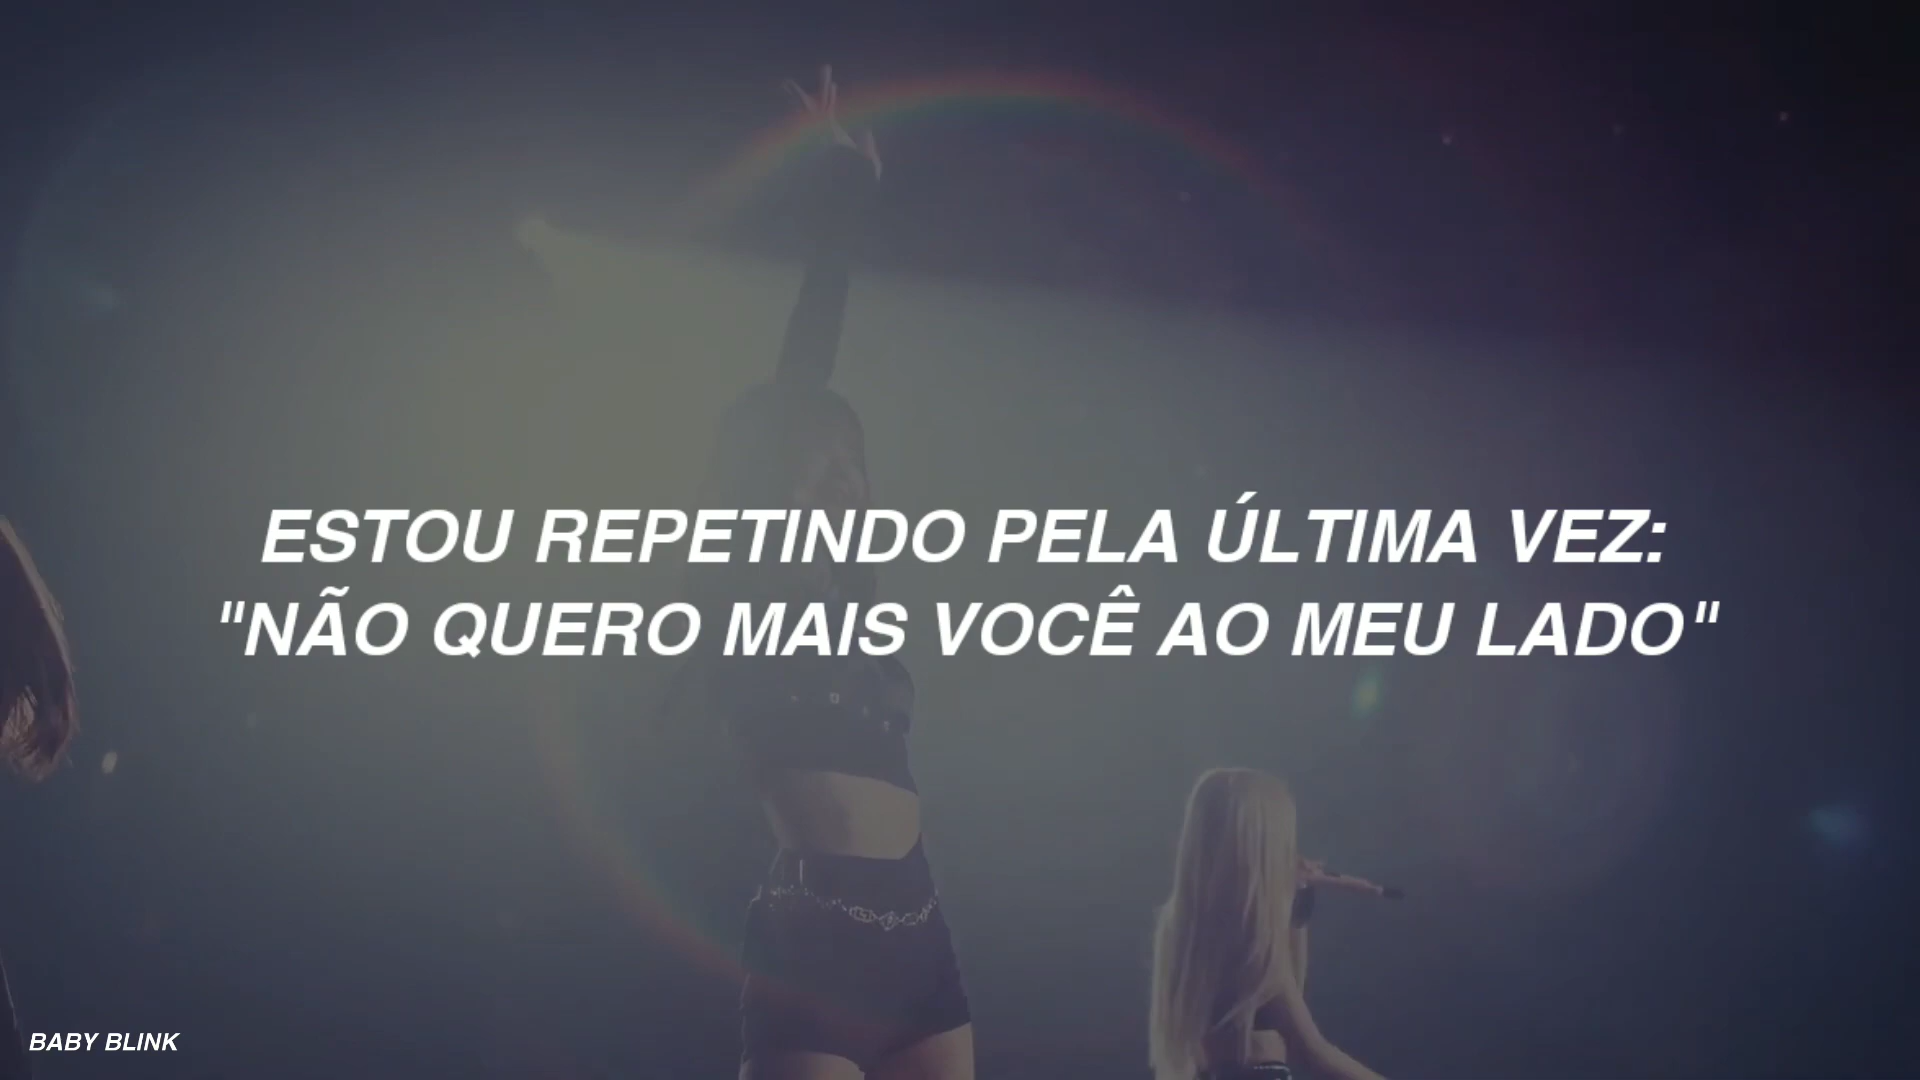 ESTOU REPETINDO PELA ÚLTIMA VEZ:
"NÃO QUERO MAIS VOCÊ AO MEU LADO"
BABY BLINK